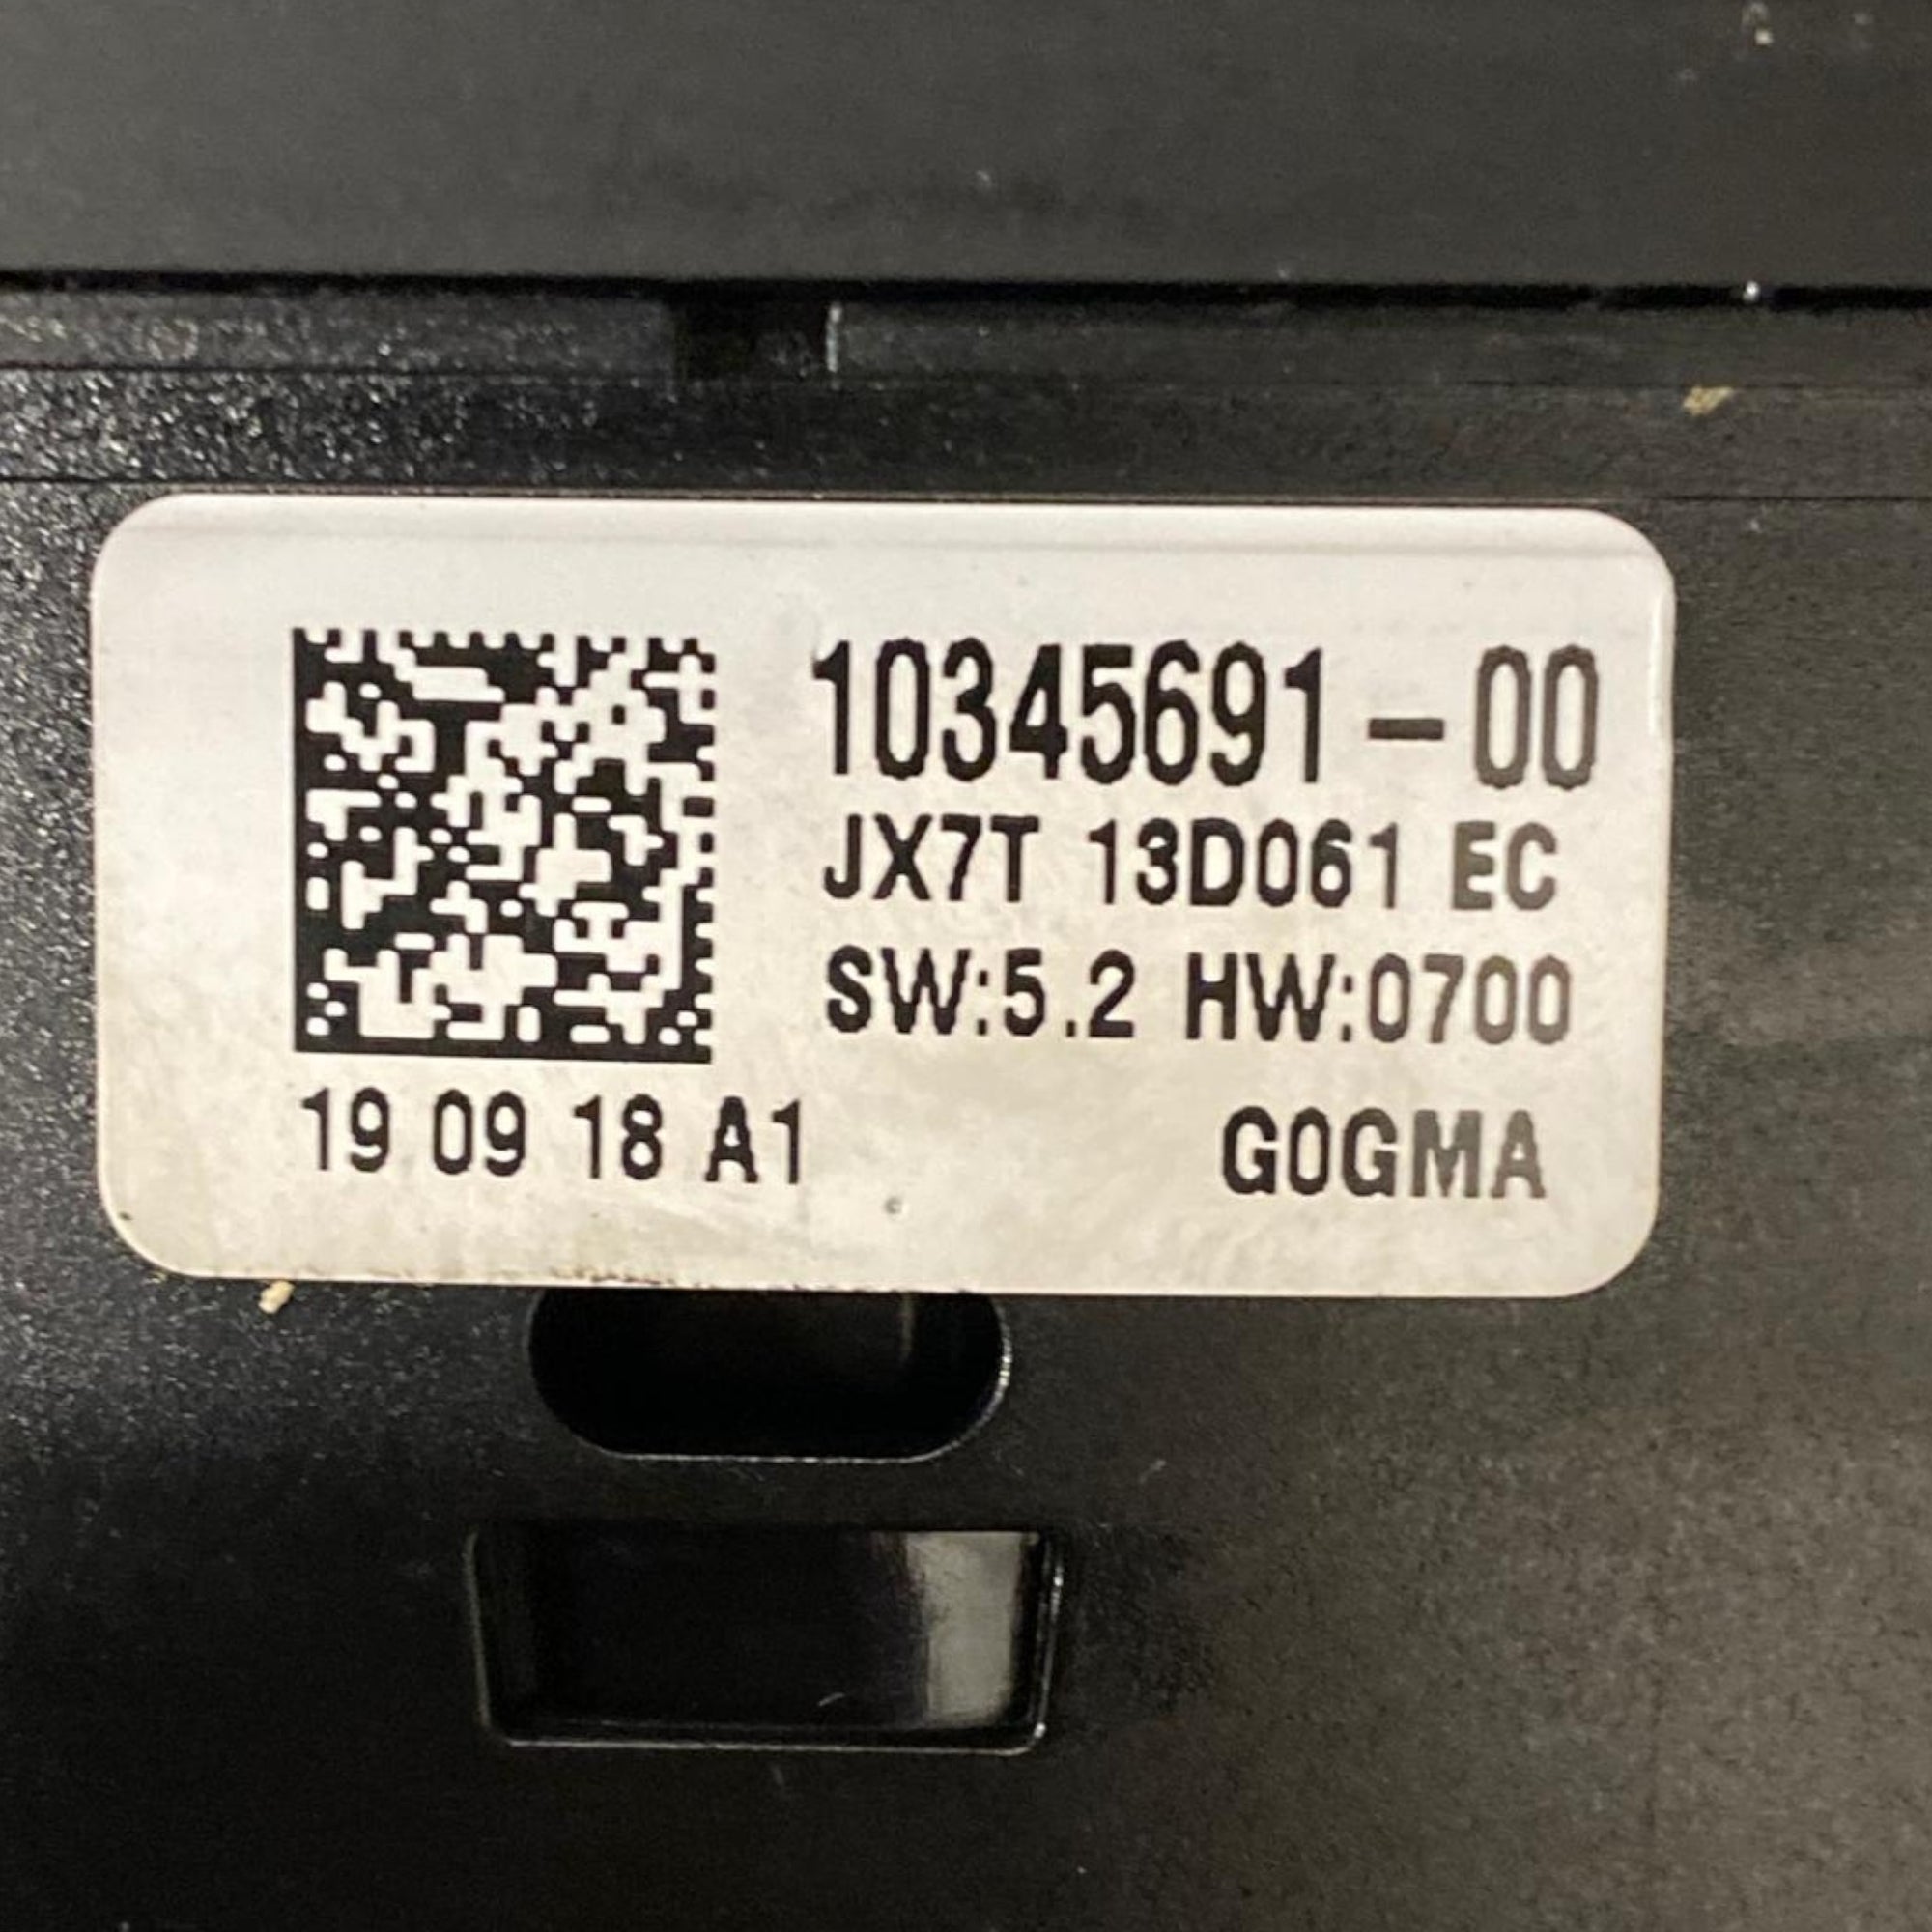 10345691-00
JX7T 13D061 EC
SW:5.2 HW:0700
19 09 18 A1 G0GMA